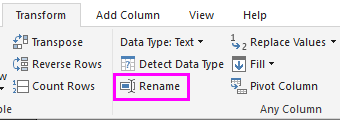 Transform Add Column View Help
Transpose Data Type: Text Replace Values
Reverse Rows Detect Data Type Fill
Count Rows Rename Pivot Column
Any Column